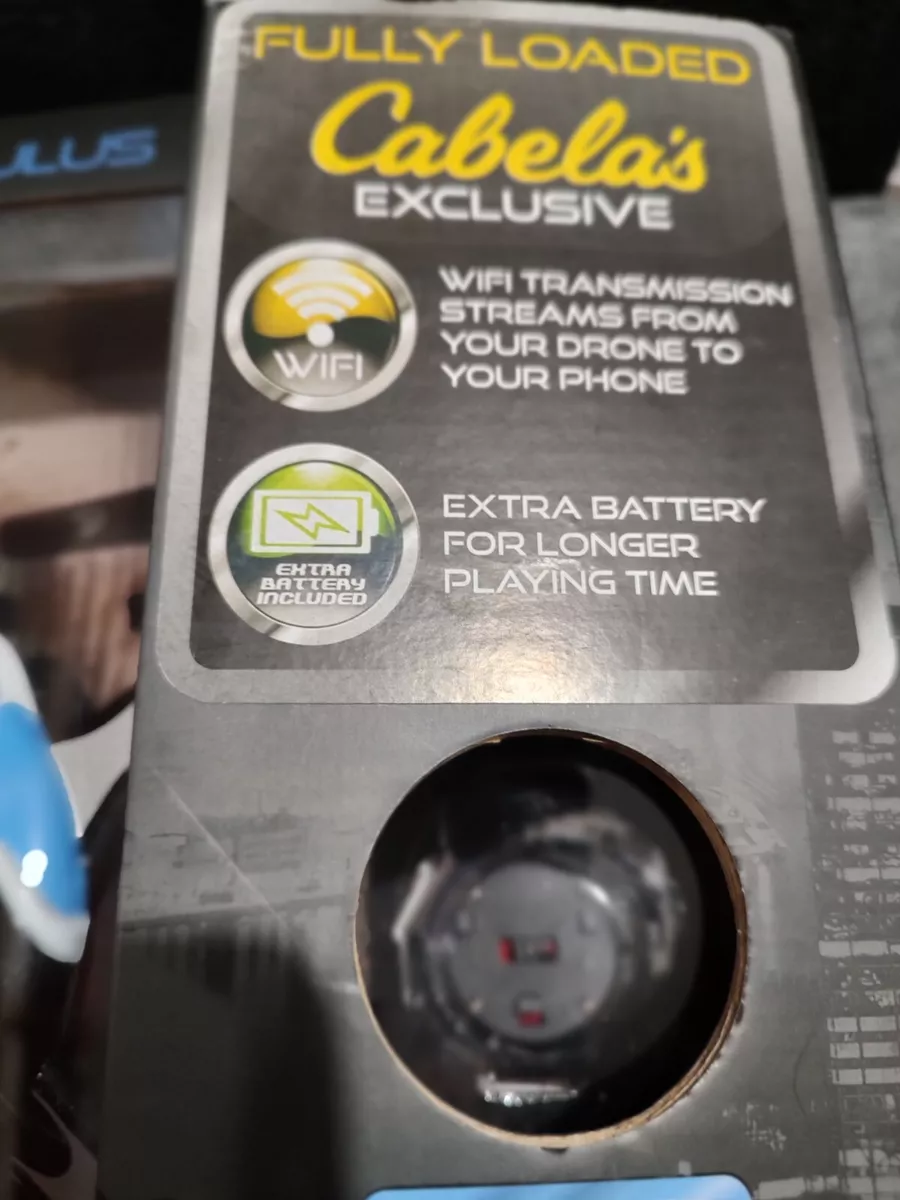 FULLY LOADED
Cabela's
EXCLUSIVE
WIFI
WIFI TRANSMISSION
STREAMS FROM
YOUR DRONE TO
YOUR PHONE
EXTRA
BATTERY
INCLUDED
EXTRA BATTERY
FOR LONGER
PLAYING TIME
ULUS